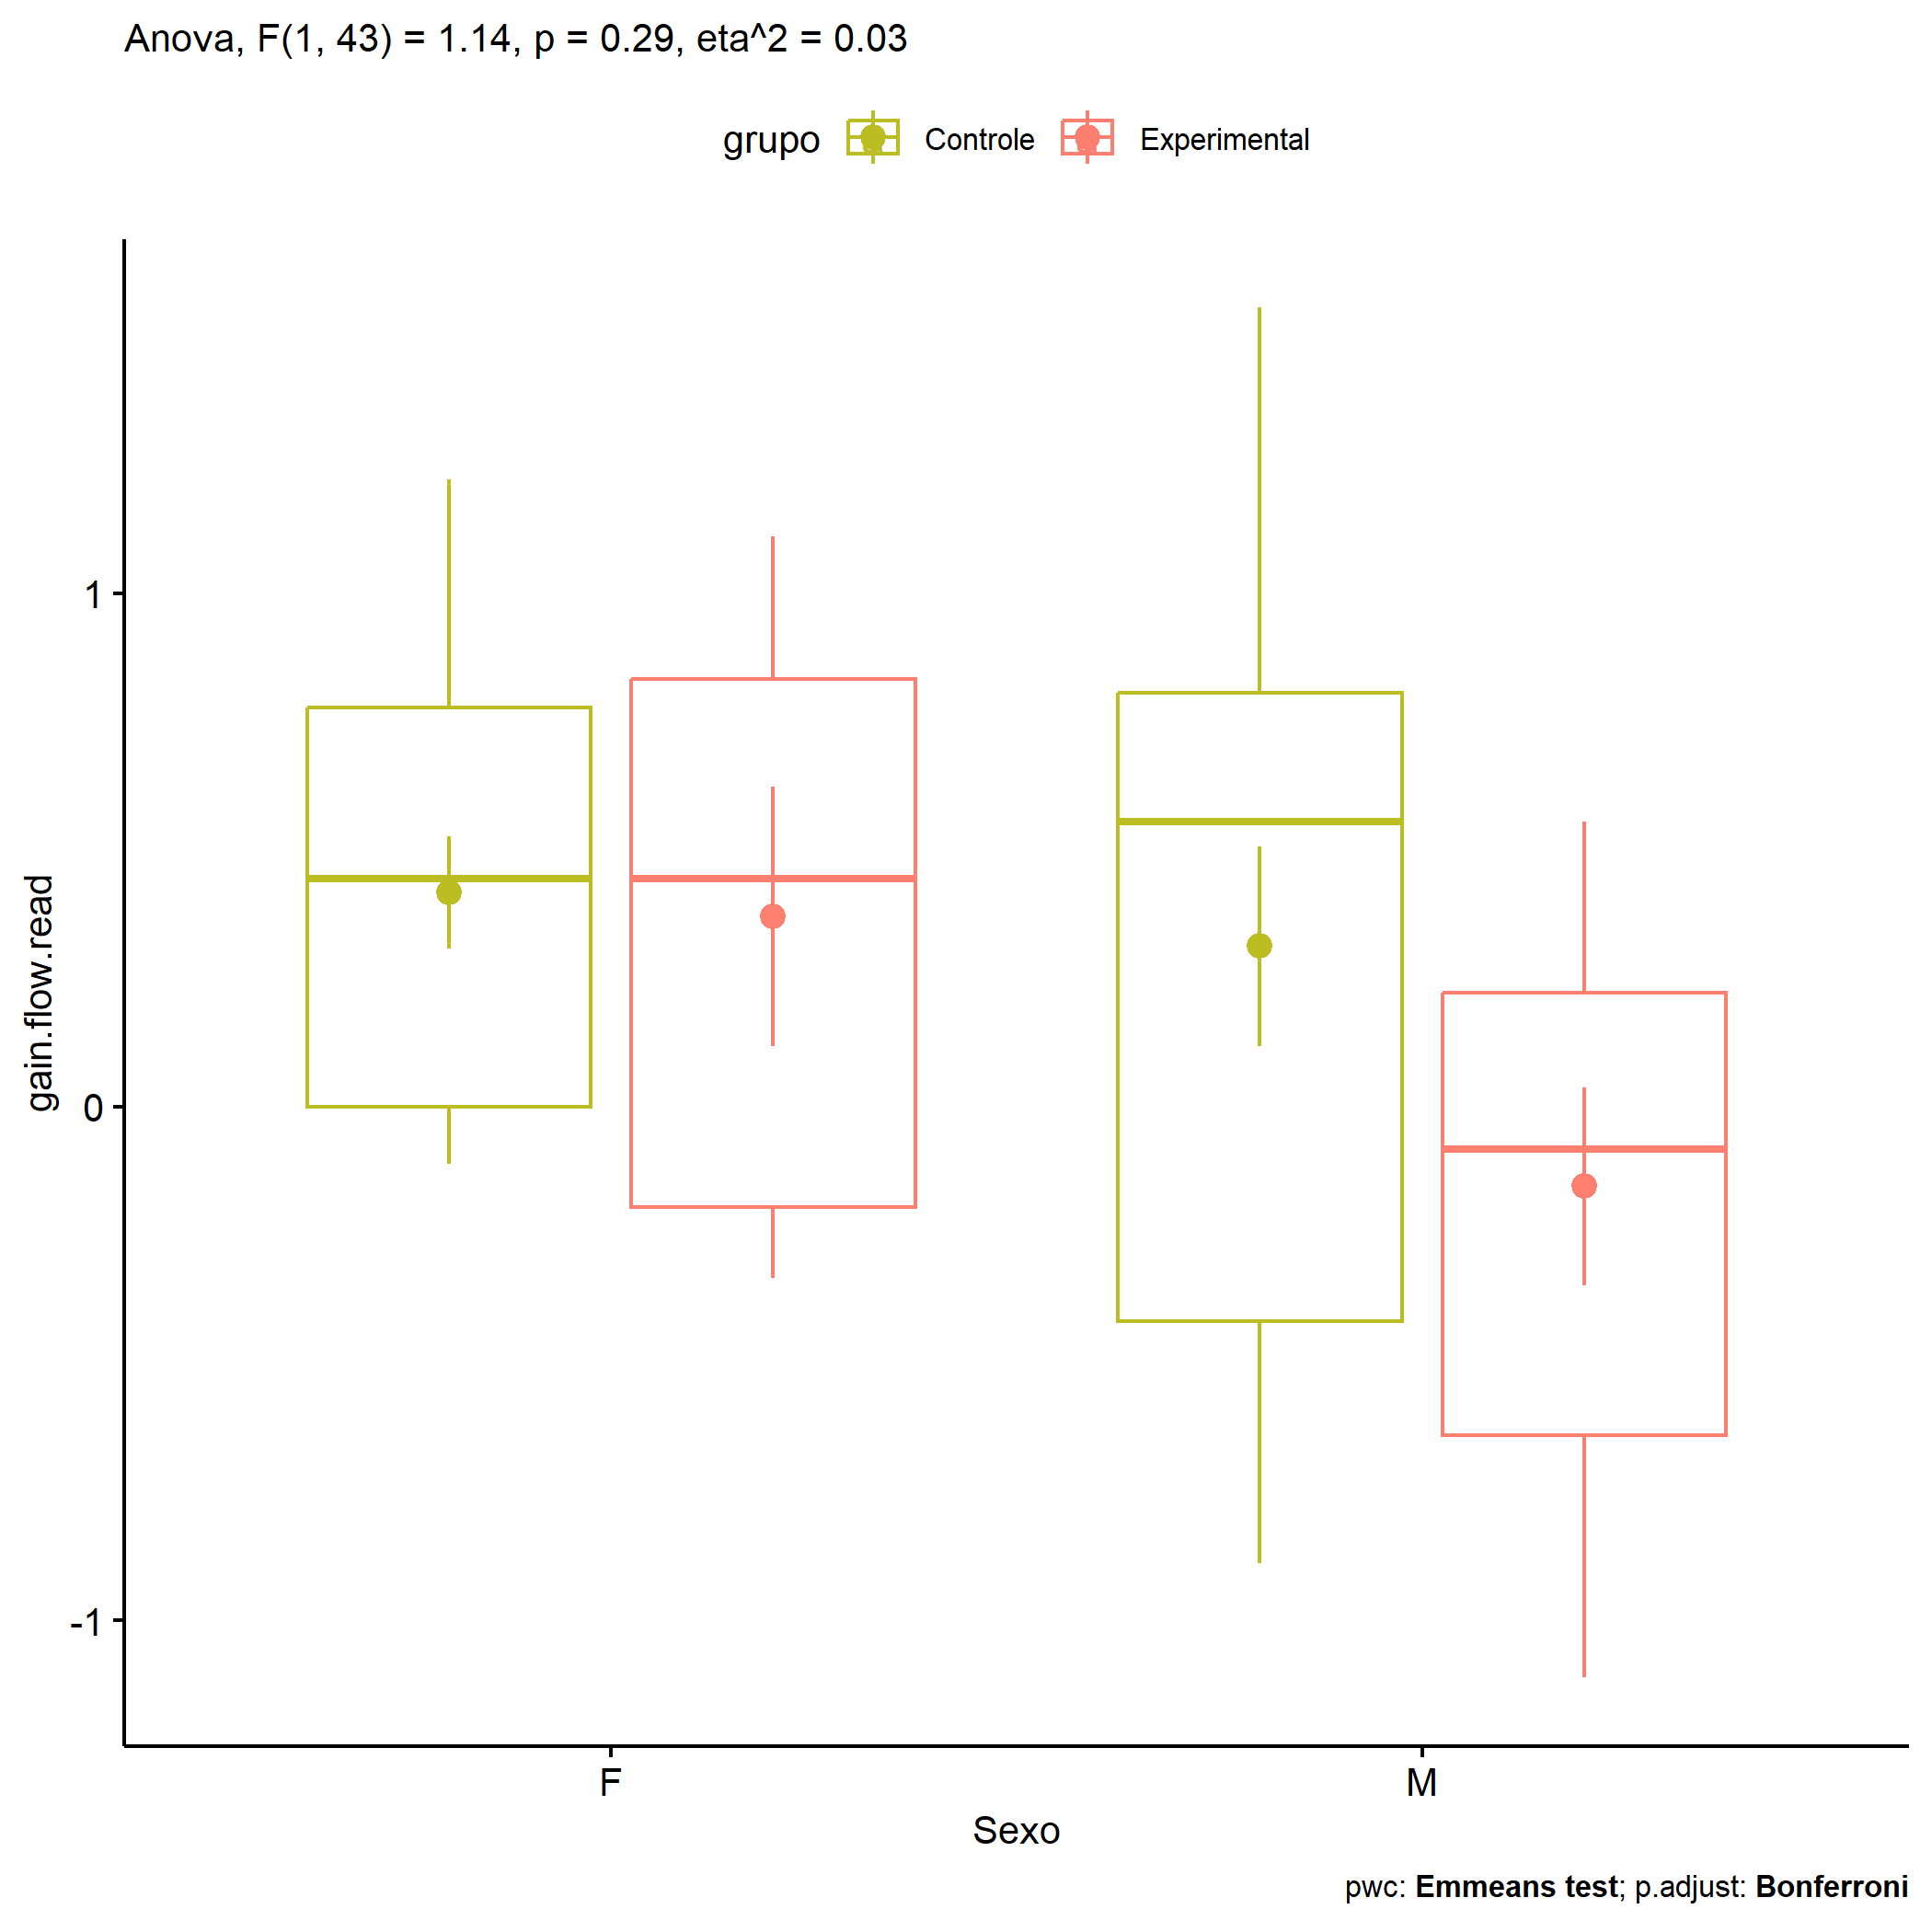 Anova, F(1, 43) = 1.14, p = 0.29, eta^2 = 0.03
grupo Controle Experimental
gain.flow.read
1
0
-1
F M
Sexo
pwc: Emmeans test; p.adjust: Bonferroni